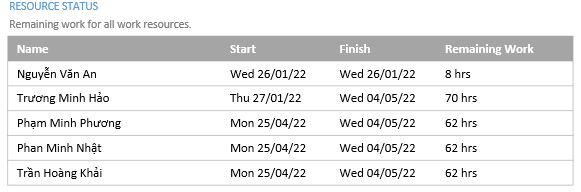 RESOURCE STATUS
Remaining work for all work resources.
Name Start Finish Remaining Work
Nguyễn Văn An Wed 26/01/22 Wed 26/01/22 8 hrs
Trương Minh Hảo Thu 27/01/22 Wed 04/05/22 70 hrs
Phạm Minh Phương Mon 25/04/22 Wed 04/05/22 62 hrs
Phan Minh Nhật Mon 25/04/22 Wed 04/05/22 62 hrs
Trần Hoàng Khải Mon 25/04/22 Wed 04/05/22 62 hrs